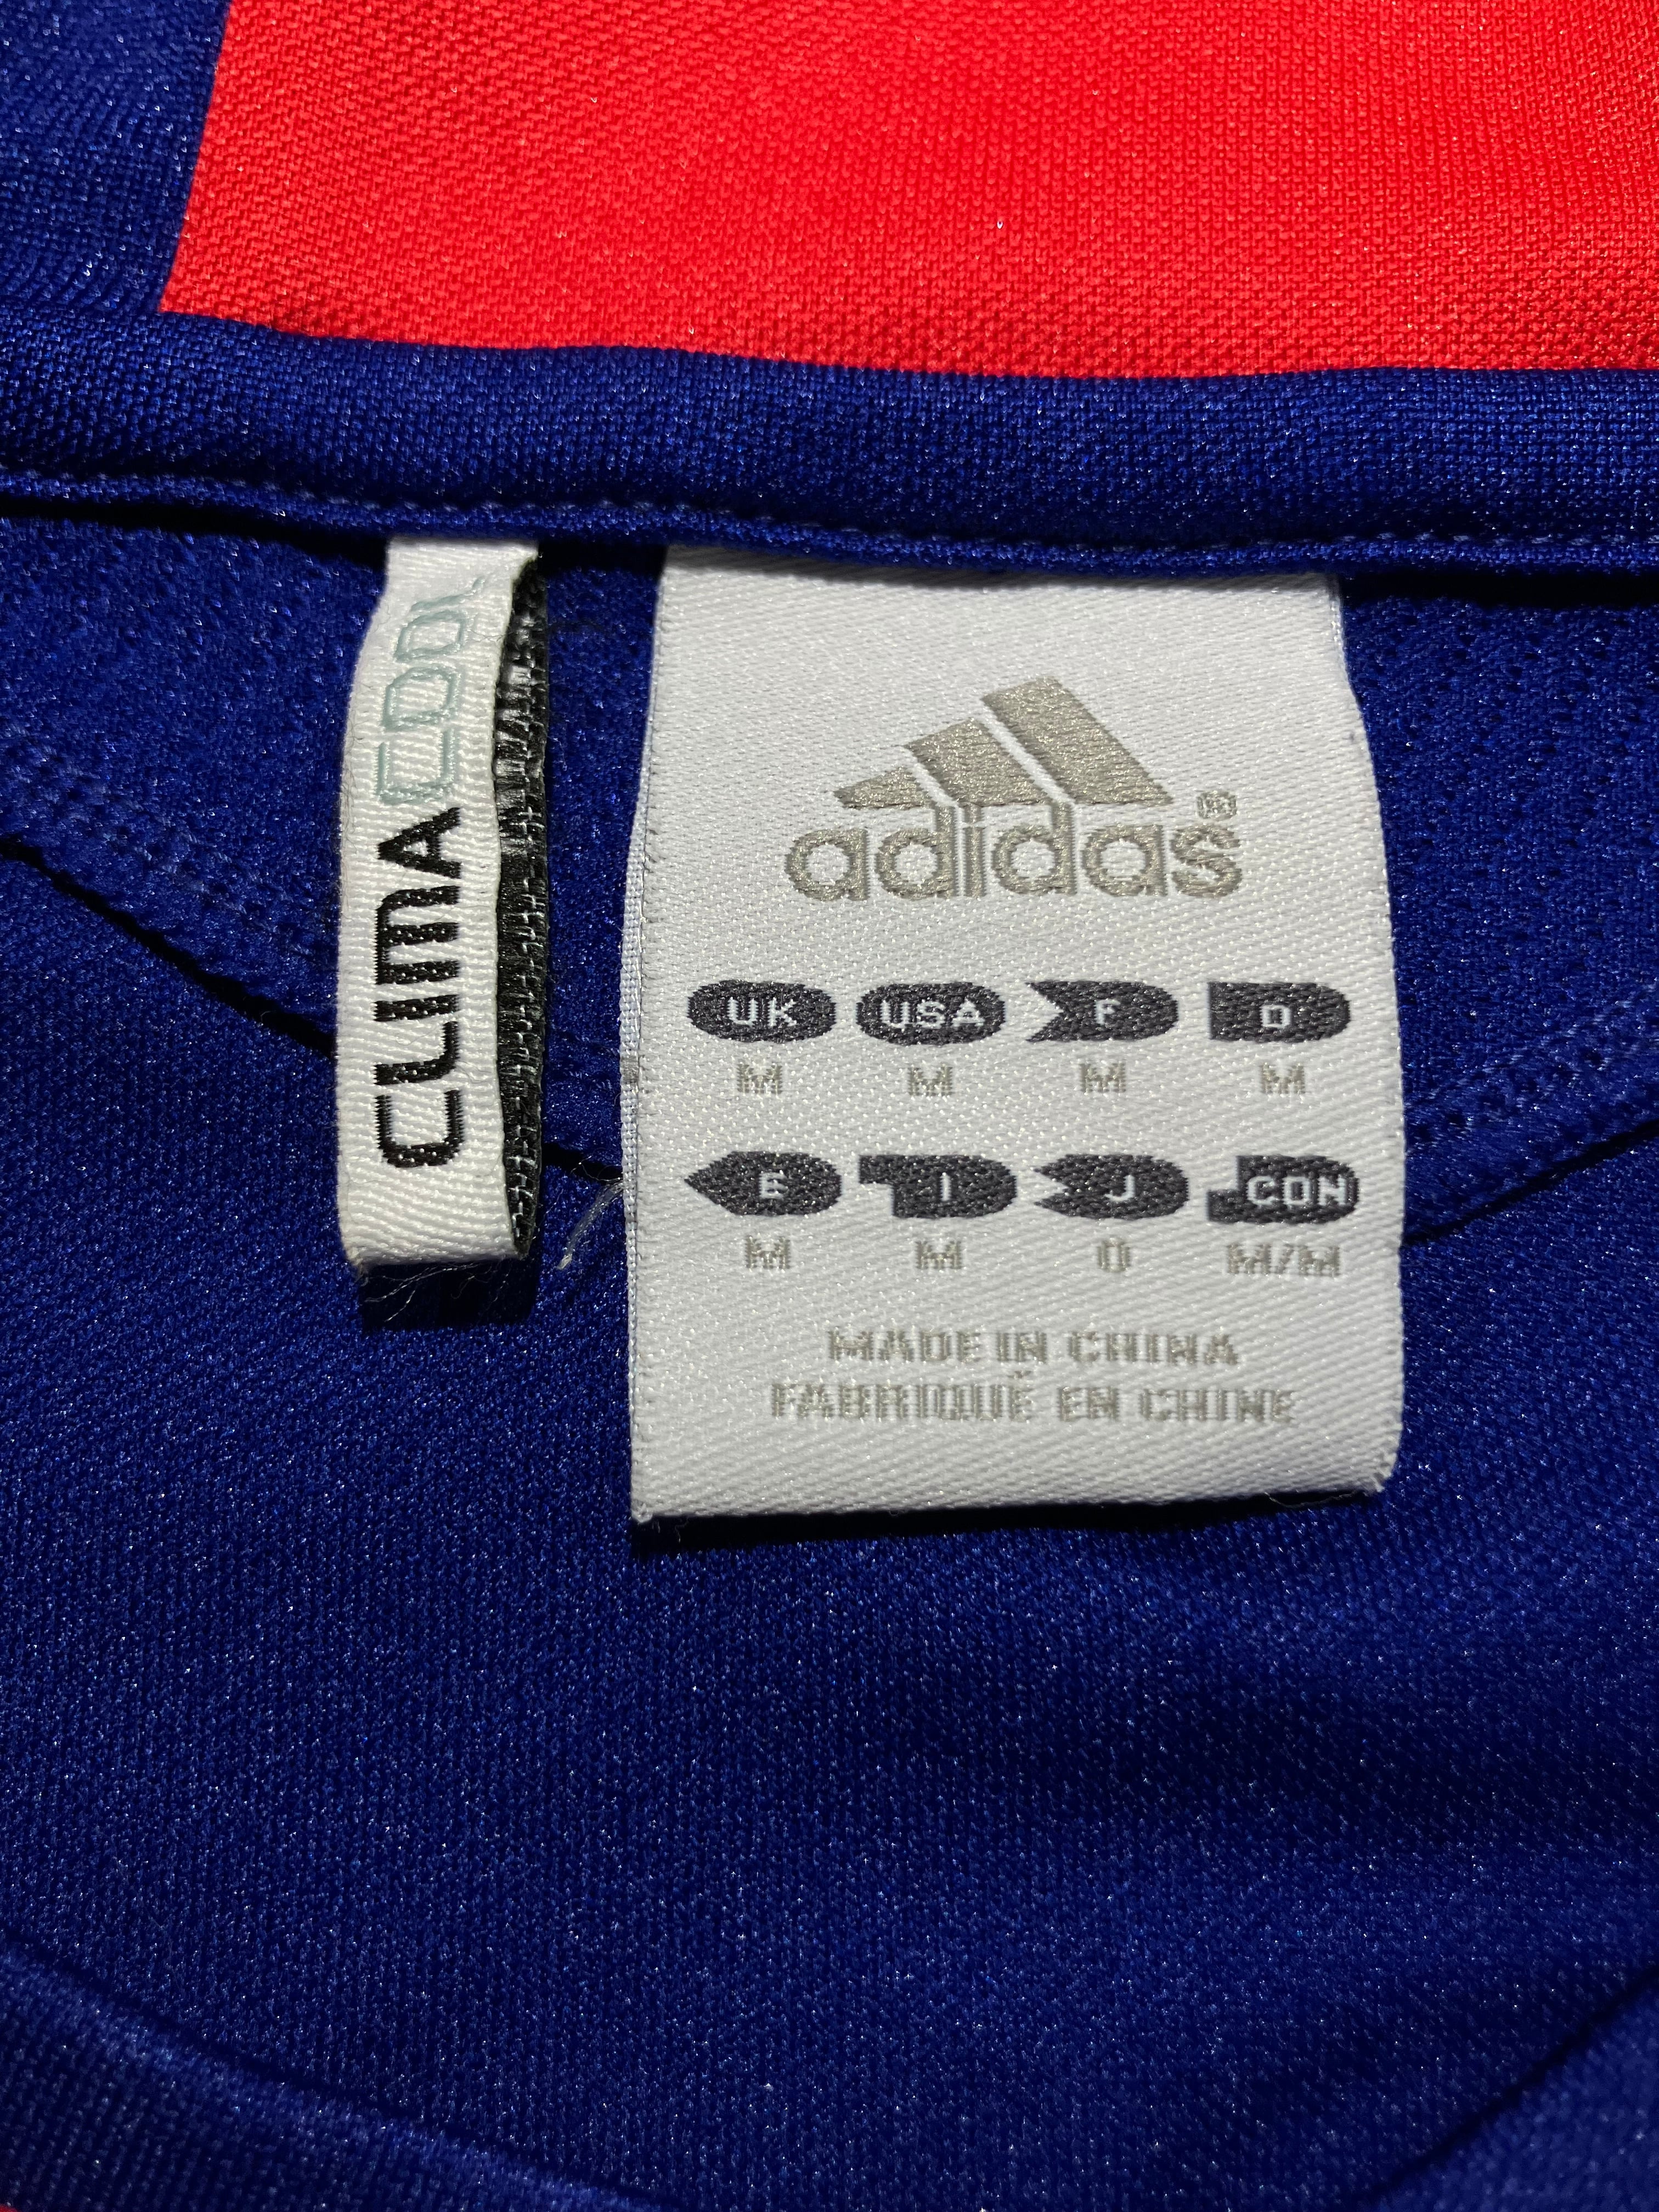 CLIMACOOL
adidas®
UK USA F D
M M M M
E I J CON
M M O M/M
MADE IN CHINA
FABRIQUÉ EN CHINE